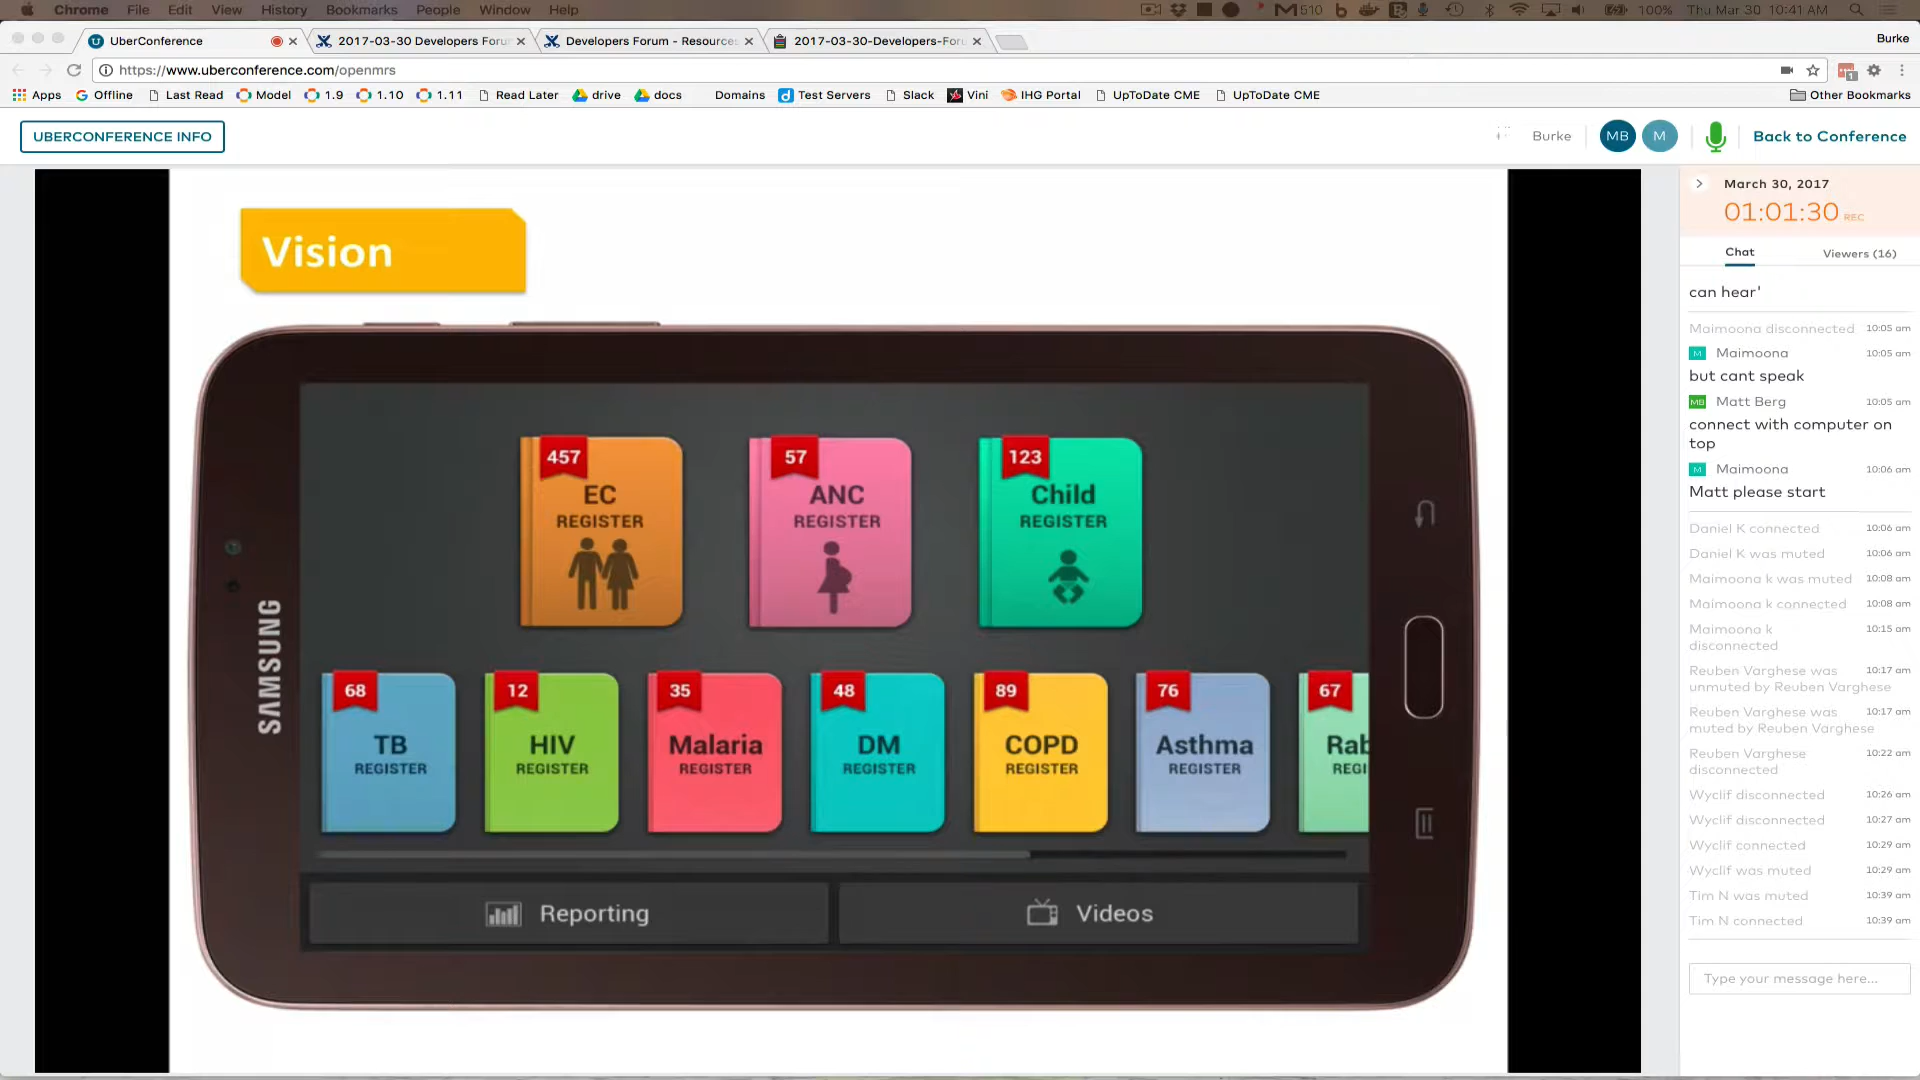 Chrome File Edit View History Bookmarks People Window Help 510 100% Thu Mar 30 10:41 AM
UberConference 2017-03-30 Developers Foru Developers Forum - Resources 2017-03-30-Developers-Foru Burke
https://www.uberconference.com/openmrs
Apps Offline Last Read Model 1.9 1.10 1.11 Read Later drive docs Domains Test Servers Slack Vini IHG Portal UpToDate CME UpToDate CME Other Bookmarks
UBERCONFERENCE INFO Burke MB M Back to Conference
March 30, 2017
01:01:30 REC
Chat Viewers (16)
can hear'
Maimoona disconnected 10:05 am
M Maimoona 10:05 am
but cant speak
MB Matt Berg 10:05 am
connect with computer on
top
M Maimoona 10:06 am
Matt please start
Daniel K connected 10:06 am
Daniel K was muted 10:06 am
Maimoona k was muted 10:08 am
Maimoona k connected 10:08 am
Maimoona k 10:15 am
disconnected
Reuben Varghese was 10:17 am
unmuted by Reuben Varghese
Reuben Varghese was 10:17 am
muted by Reuben Varghese
Reuben Varghese 10:22 am
disconnected
Wyclif disconnected 10:26 am
Wyclif disconnected 10:27 am
Wyclif connected 10:29 am
Wyclif was muted 10:29 am
Tim N was muted 10:39 am
Tim N connected 10:39 am
Type your message here...
Vision
SAMSUNG
457
EC
REGISTER
57
ANC
REGISTER
123
Child
REGISTER
68
TB
REGISTER
12
HIV
REGISTER
35
Malaria
REGISTER
48
DM
REGISTER
89
COPD
REGISTER
76
Asthma
REGISTER
67
Rab
REGI
Reporting
Videos